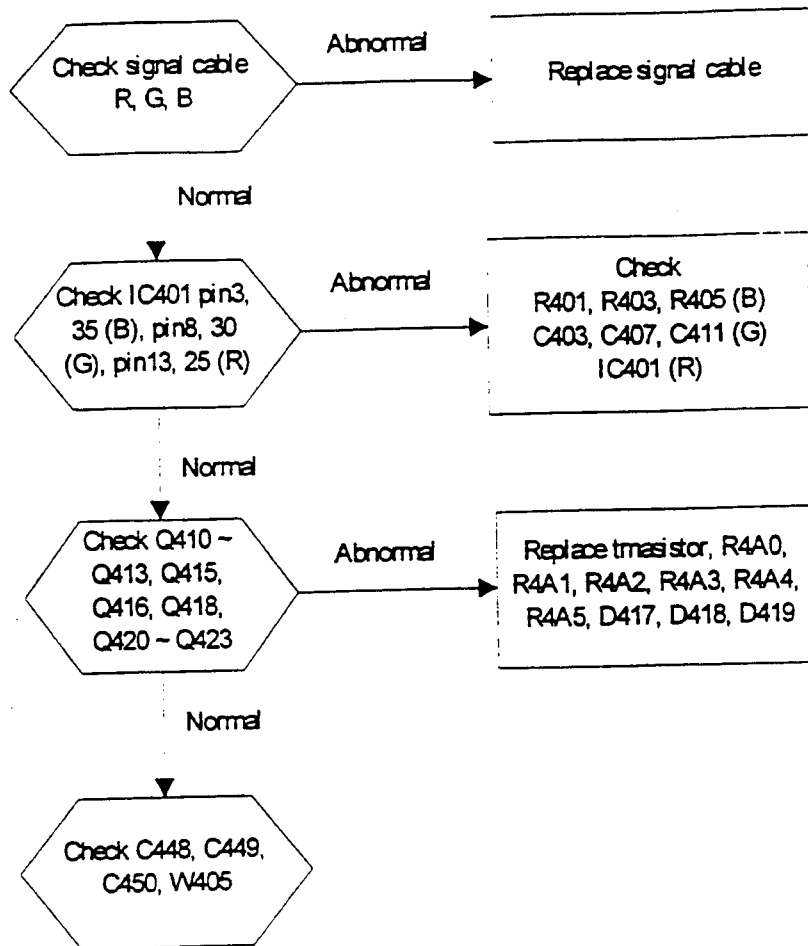 Check signal cable
R, G, B
Abnormal
Replace signal cable
Normal
Check IC401 pin3,
35 (B), pin8, 30
(G), pin13, 25 (R)
Abnormal
Check
R401, R403, R405 (B)
C403, C407, C411 (G)
IC401 (R)
Normal
Check Q410 ~
Q413, Q415,
Q416, Q418,
Q420 ~ Q423
Abnormal
Replace trnasistor, R4A0,
R4A1, R4A2, R4A3, R4A4,
R4A5, D417, D418, D419
Normal
Check C448, C449,
C450, W405